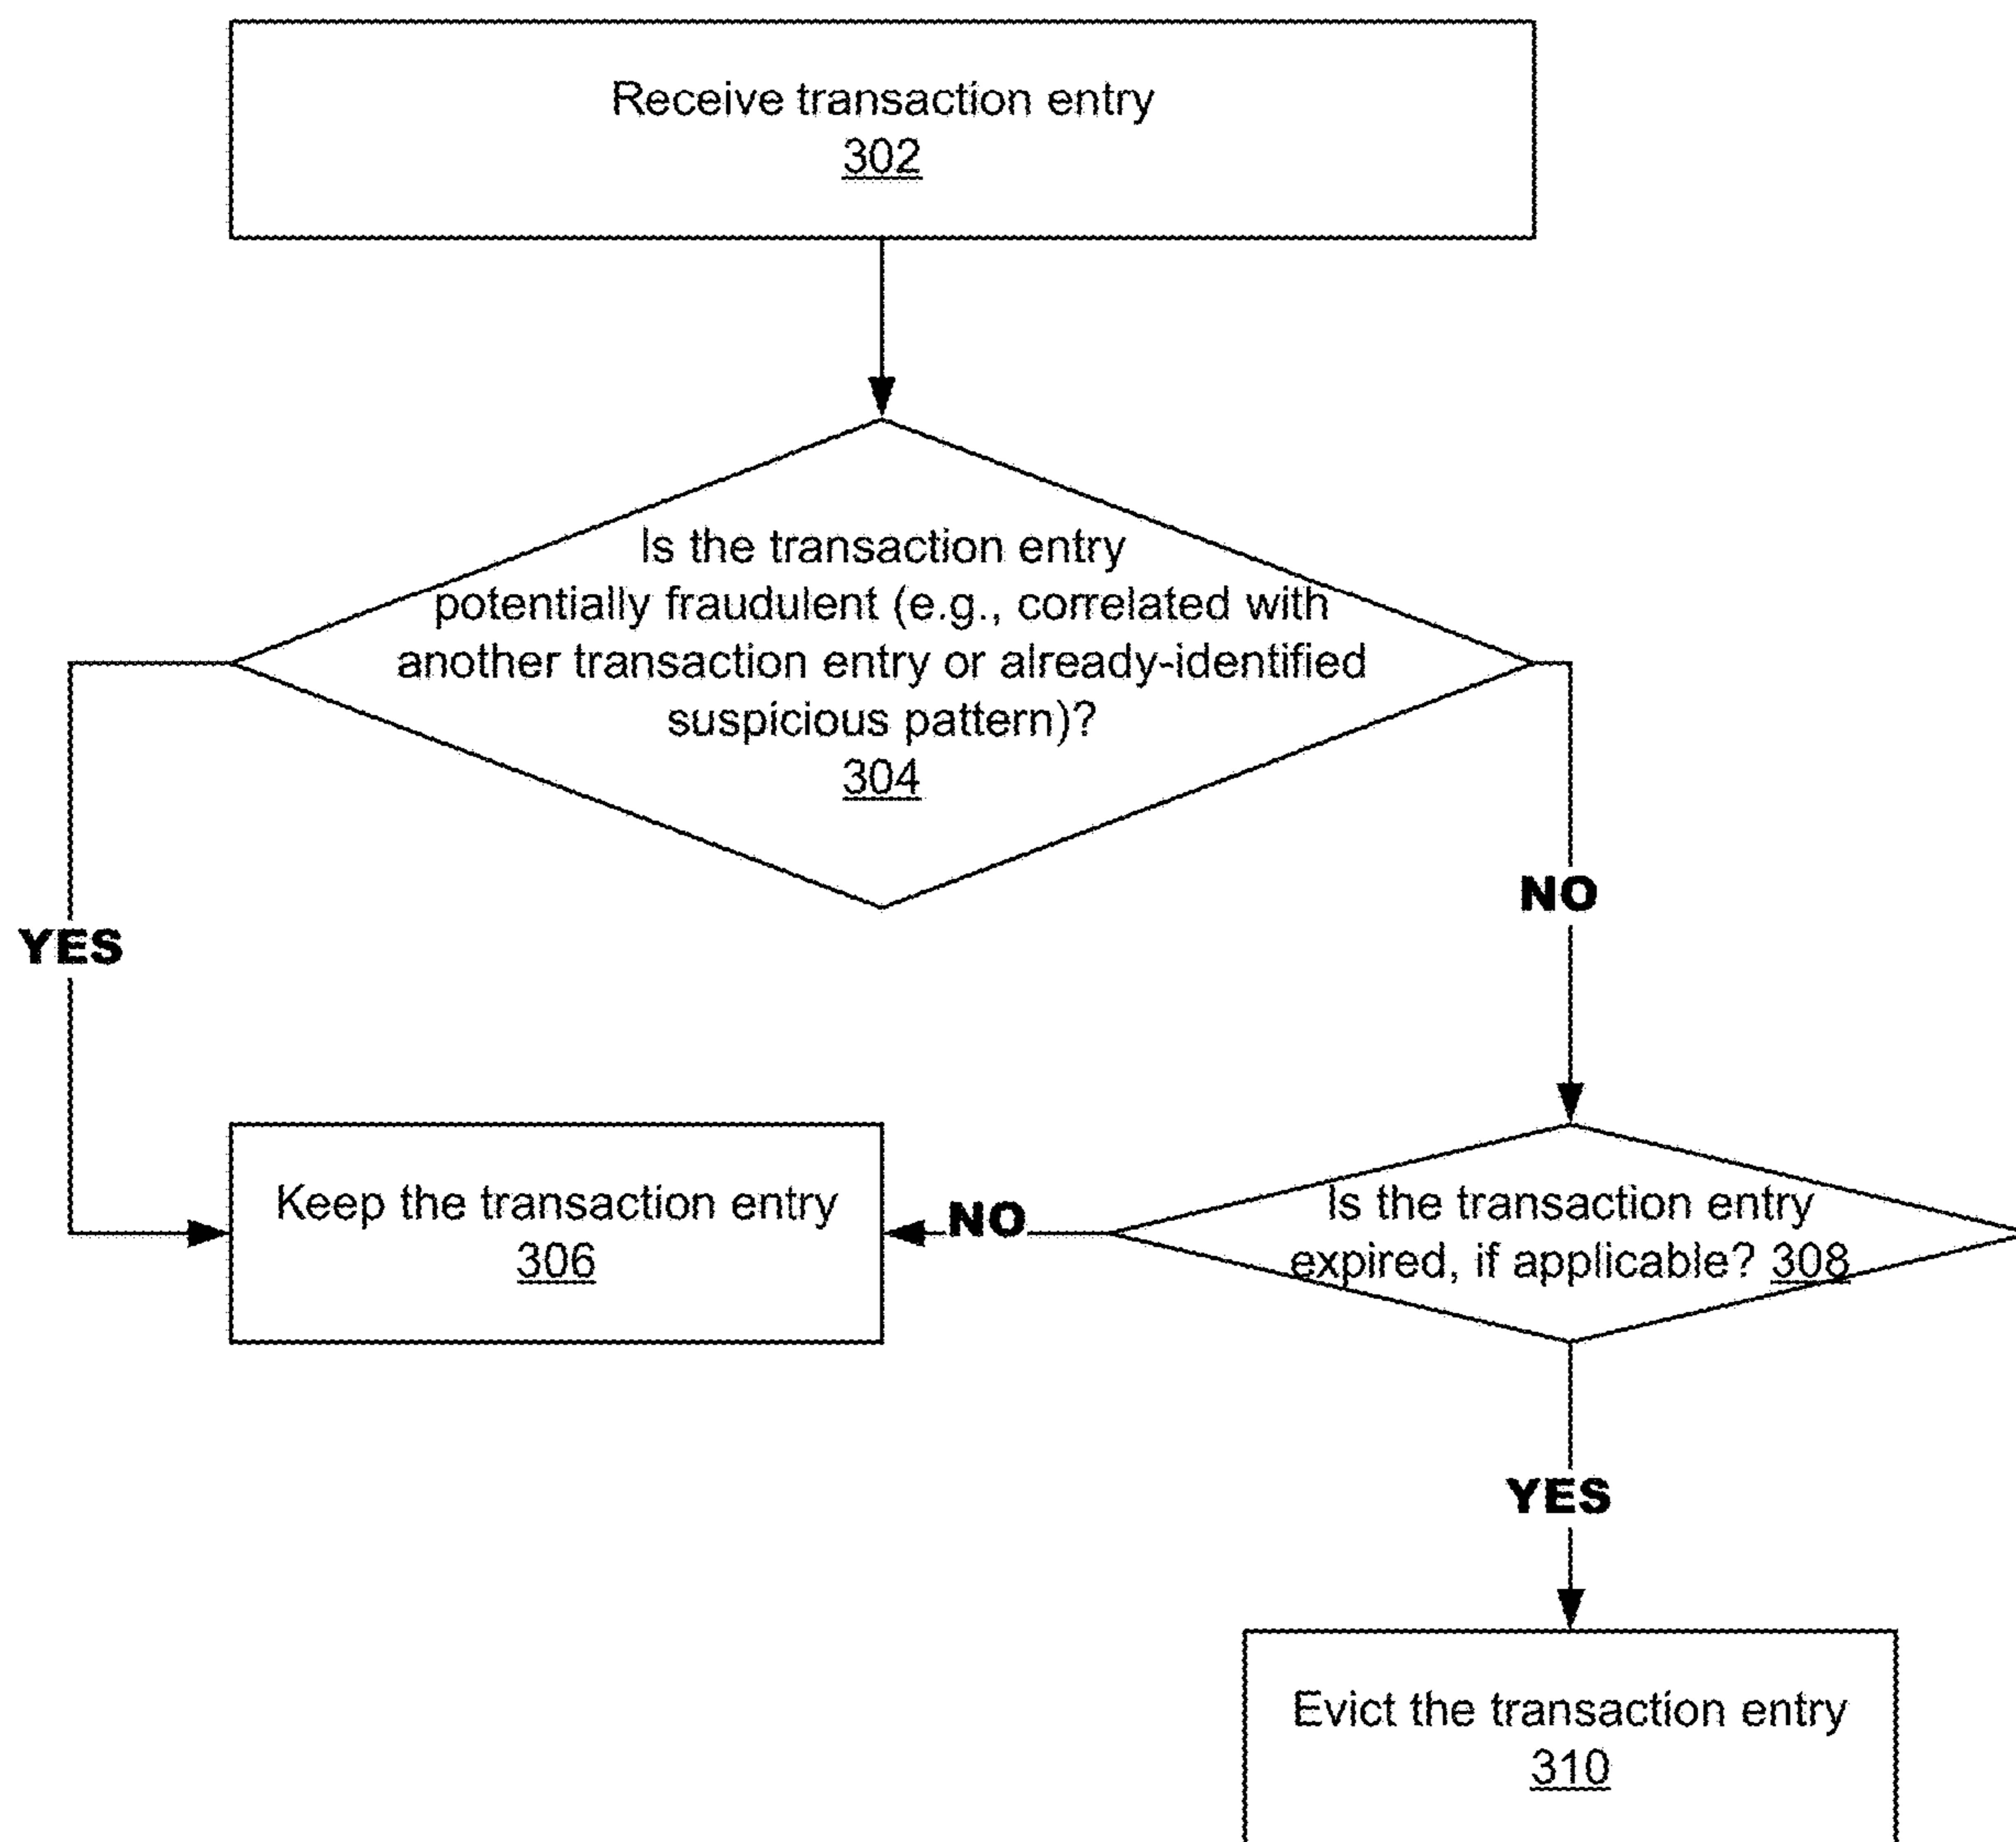 Receive transaction entry
302
Is the transaction entry
potentially fraudulent (e.g., correlated with
another transaction entry or already-identified
suspicious pattern)?
304
NO
YES
Keep the transaction entry
306
NO
Is the transaction entry
expired, if applicable? 308
YES
Evict the transaction entry
310